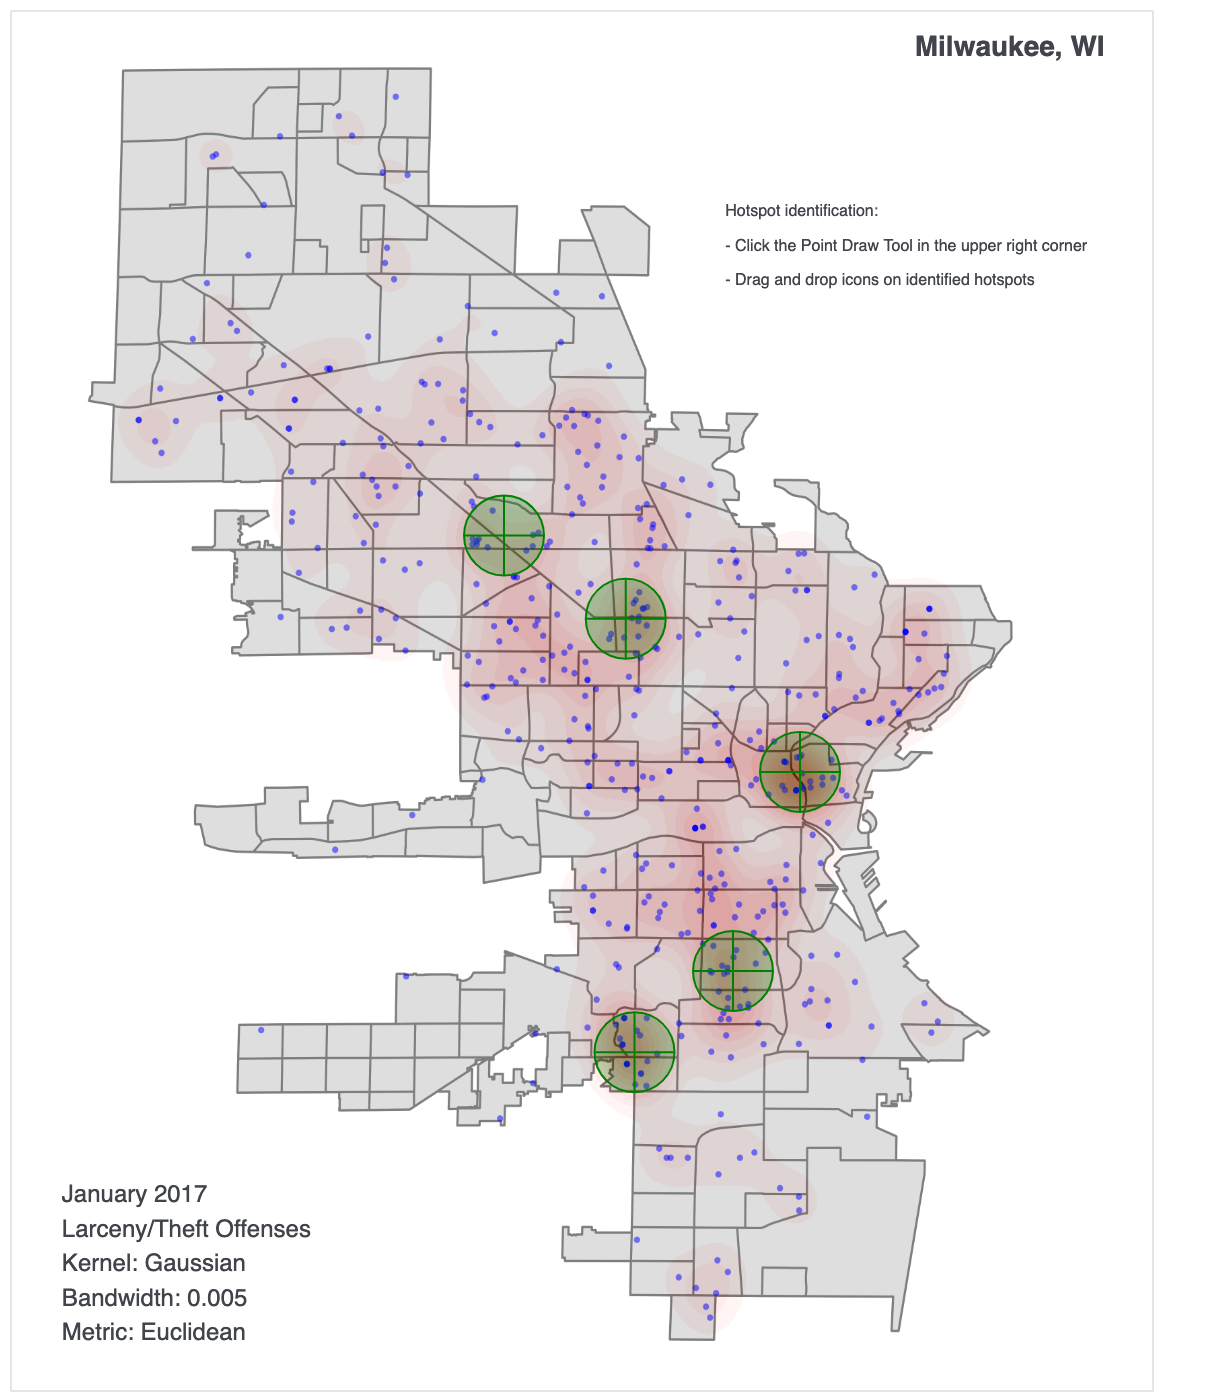 Milwaukee, WI
Hotspot identification:
- Click the Point Draw Tool in the upper right corner
- Drag and drop icons on identified hotspots
January 2017
Larceny/Theft Offenses
Kernel: Gaussian
Bandwidth: 0.005
Metric: Euclidean